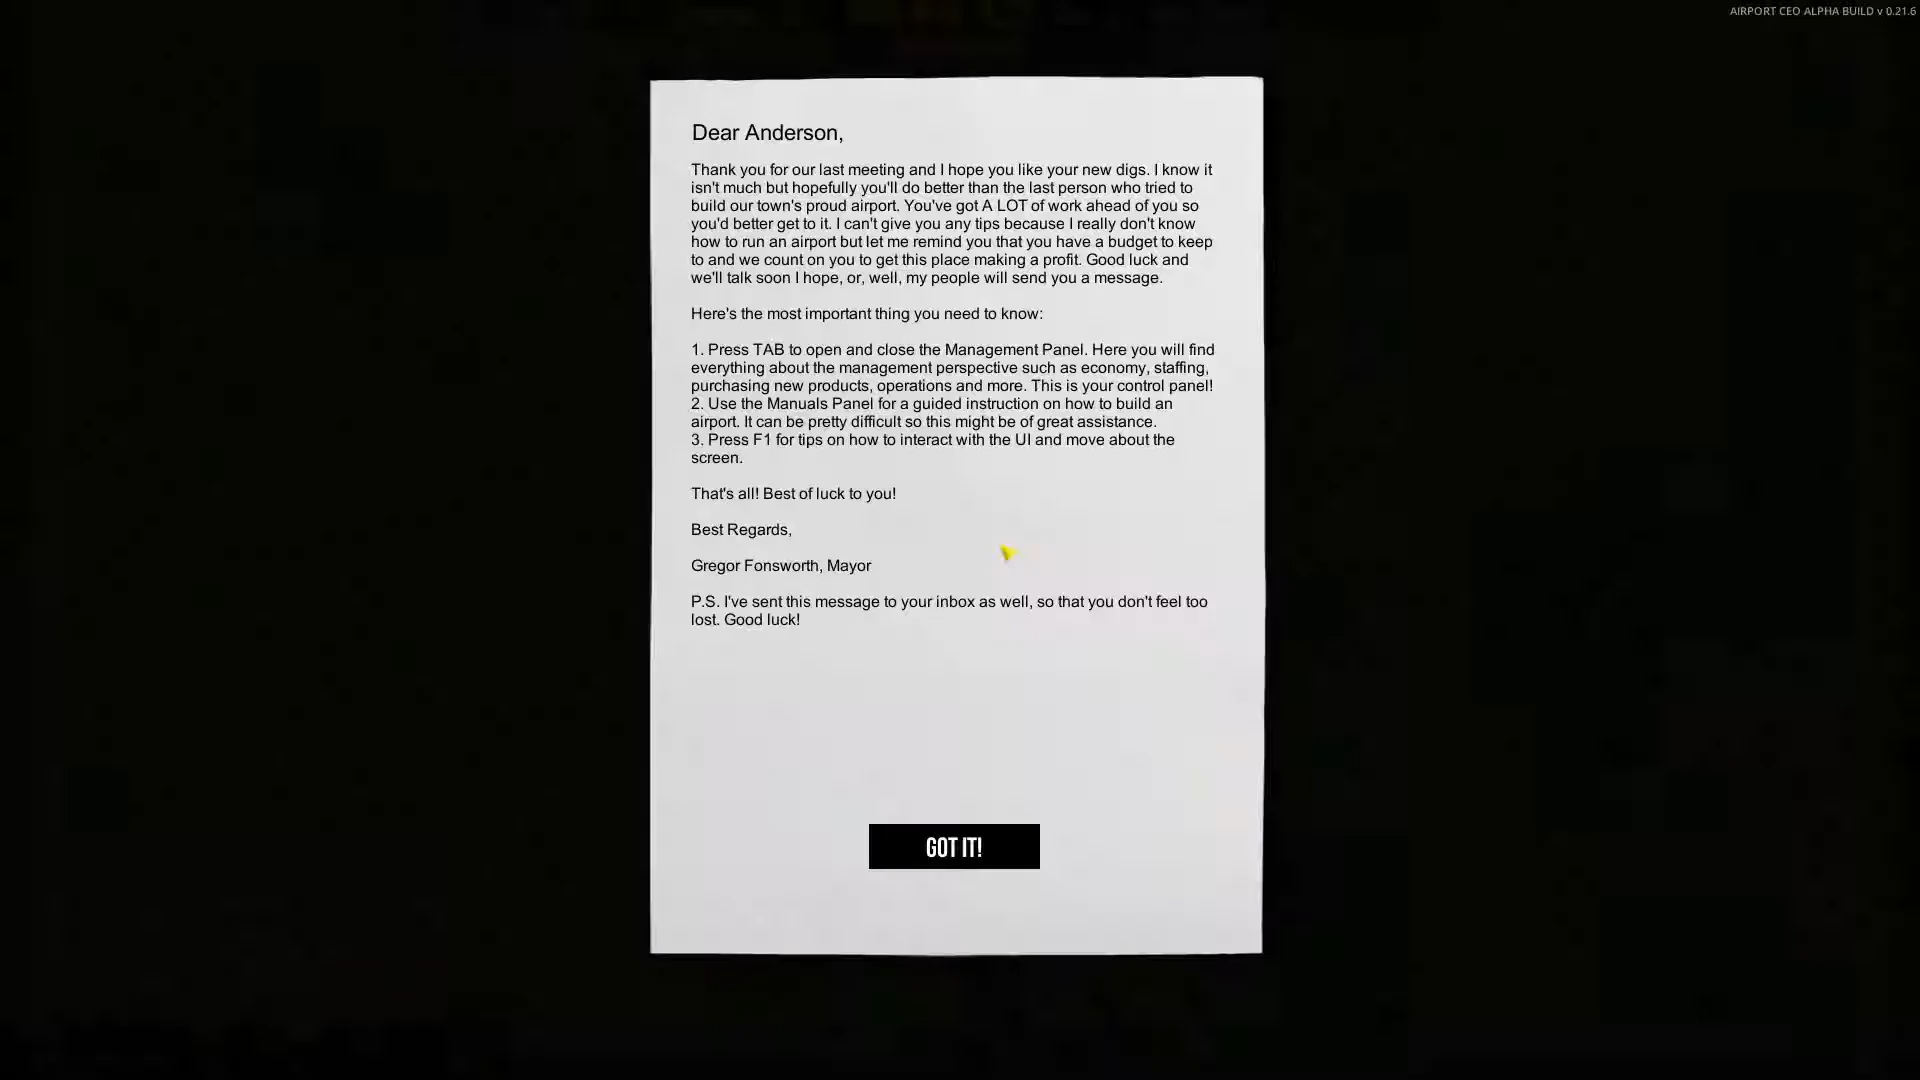 AIRPORT CEO ALPHA BUILD v 0.21.6
Dear Anderson,
Thank you for our last meeting and I hope you like your new digs. I know it
isn't much but hopefully you'll do better than the last person who tried to
build our town's proud airport. You've got A LOT of work ahead of you so
you'd better get to it. I can't give you any tips because I really don't know
how to run an airport but let me remind you that you have a budget to keep
to and we count on you to get this place making a profit. Good luck and
we'll talk soon I hope, or, well, my people will send you a message.
Here's the most important thing you need to know:
1. Press TAB to open and close the Management Panel. Here you will find
everything about the management perspective such as economy, staffing,
purchasing new products, operations and more. This is your control panel!
2. Use the Manuals Panel for a guided instruction on how to build an
airport. It can be pretty difficult so this might be of great assistance.
3. Press F1 for tips on how to interact with the UI and move about the
screen.
That's all! Best of luck to you!
Best Regards,
Gregor Fonsworth, Mayor
P.S. I've sent this message to your inbox as well, so that you don't feel too
lost. Good luck!
GOT IT!